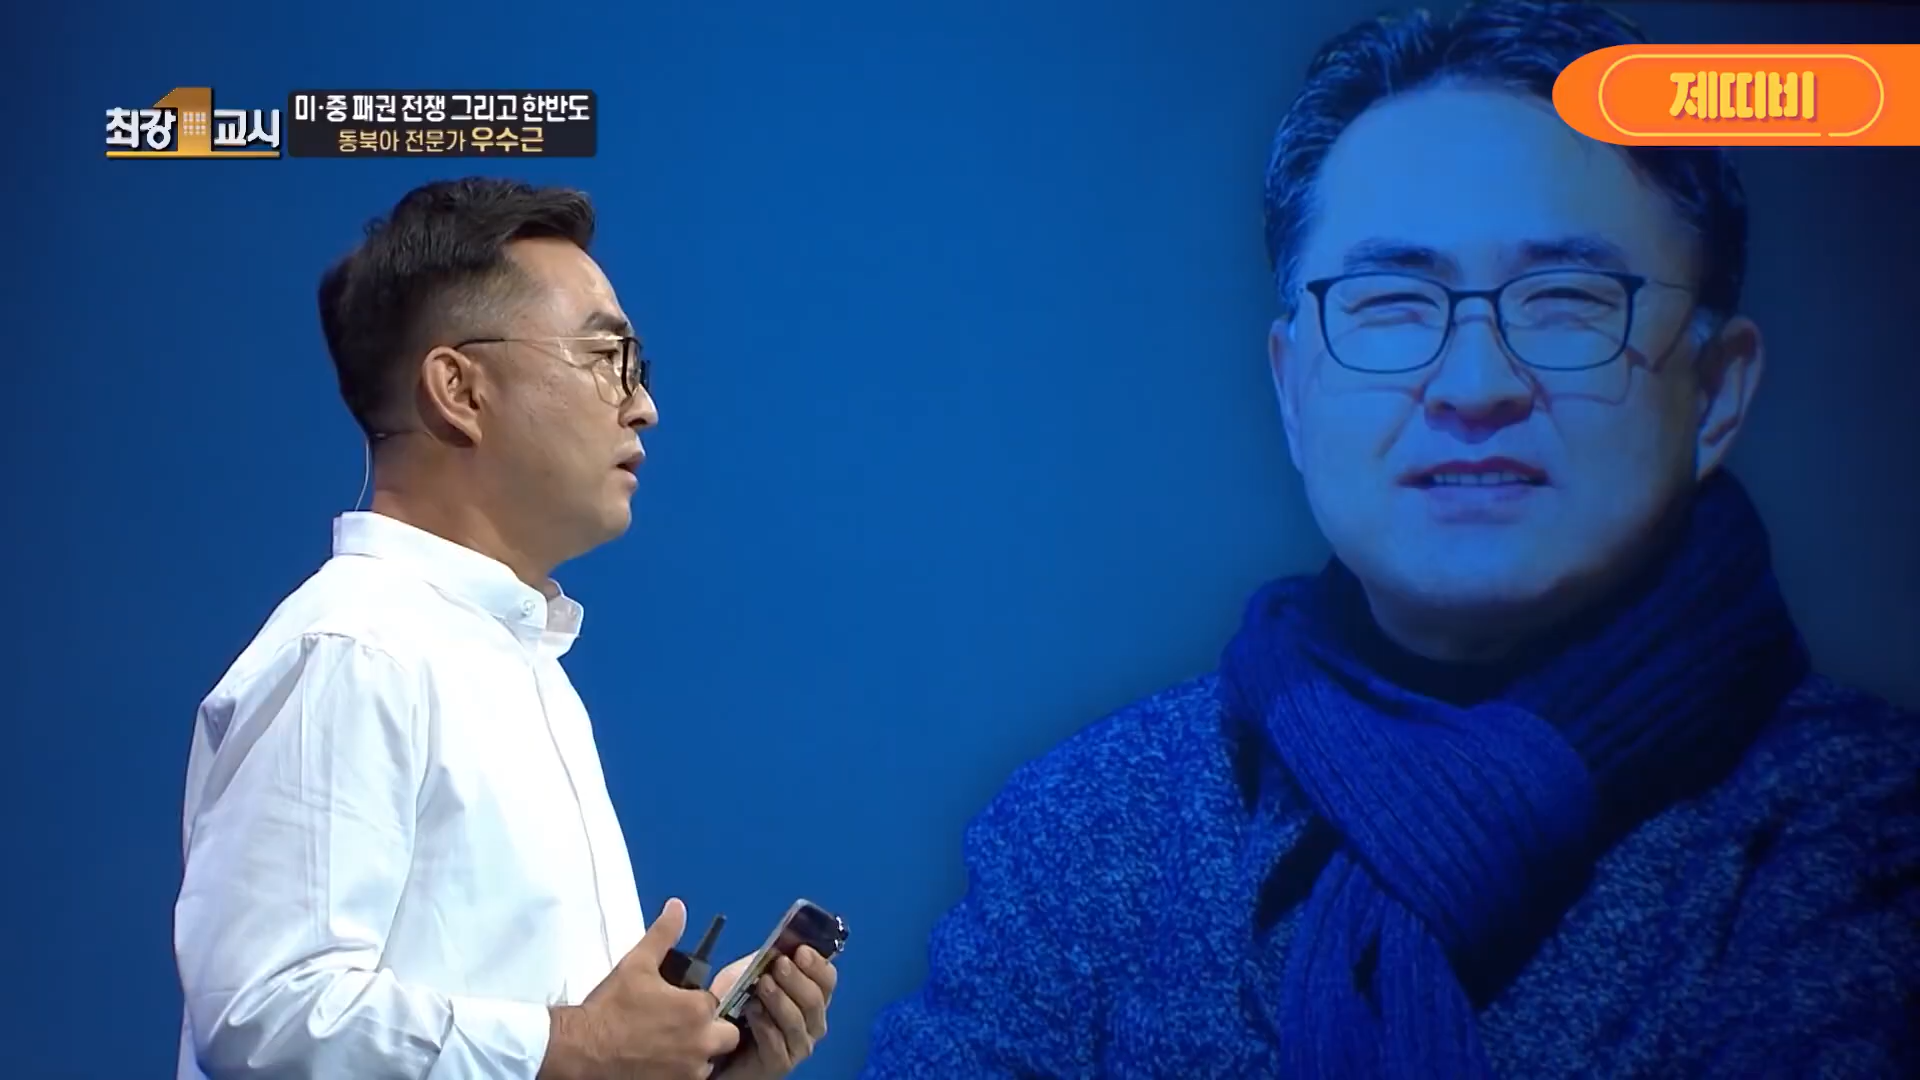 최강1교시
미·중 패권 전쟁 그리고 한반도
동북아 전문가 우수근
제띠비